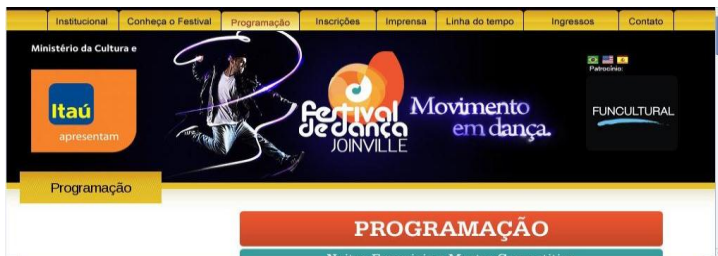 Institucional Conheça o Festival Programação Inscrições Imprensa Linha do tempo Ingressos Contato
Ministério da Cultura e
Itaú
apresentam
Festival
de dança
JOINVILLE
Movimento
em dança.
Patrocínio:
FUNCULTURAL
Programação
PROGRAMAÇÃO